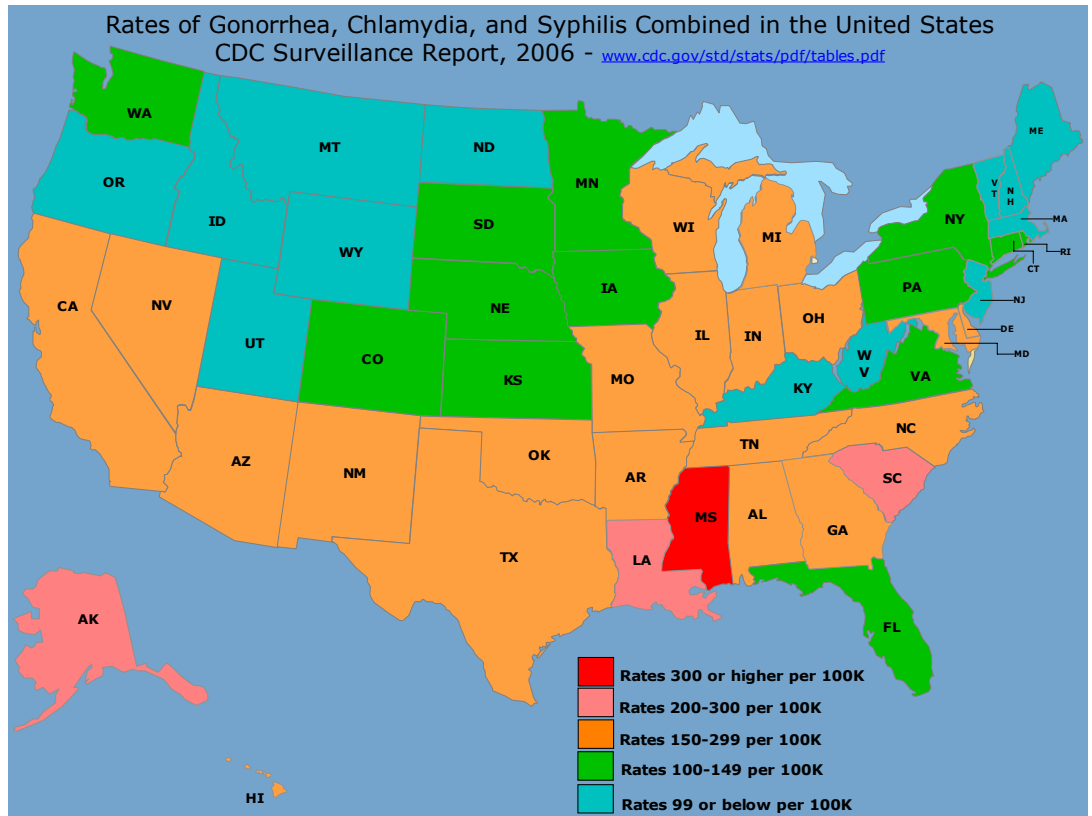 Rates of Gonorrhea, Chlamydia, and Syphilis Combined in the United States
CDC Surveillance Report, 2006 - www.cdc.gov/std/stats/pdf/tables.pdf
WA
MT
ND
MN
ME
OR
ID
WY
SD
WI
MI
NY
V
T
N
H
MA
RI
CT
NE
IA
PA
NJ
CA
NV
UT
CO
KS
MO
IL
IN
OH
W
V
DE
MD
VA
KY
AZ
NM
OK
AR
TN
NC
SC
TX
LA
MS
AL
GA
FL
AK
HI
Rates 300 or higher per 100K
Rates 200-300 per 100K
Rates 150-299 per 100K
Rates 100-149 per 100K
Rates 99 or below per 100K